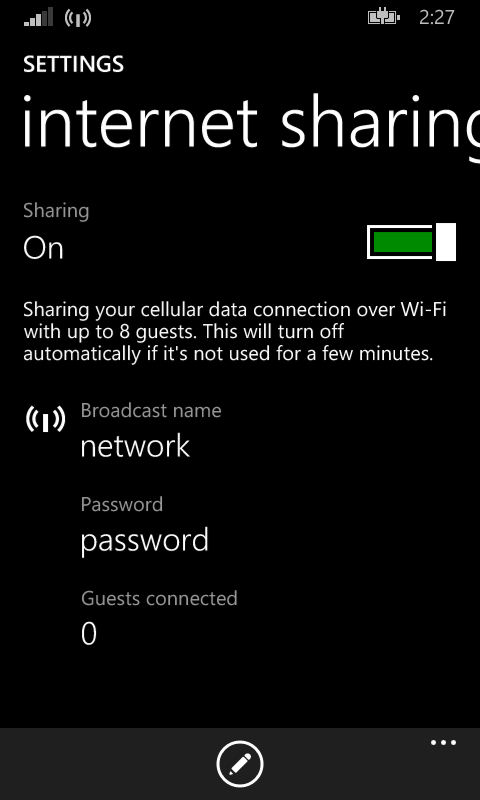 2:27
SETTINGS
internet sharing
Sharing
On
Sharing your cellular data connection over Wi-Fi
with up to 8 guests. This will turn off
automatically if it's not used for a few minutes.
Broadcast name
network
Password
password
Guests connected
0